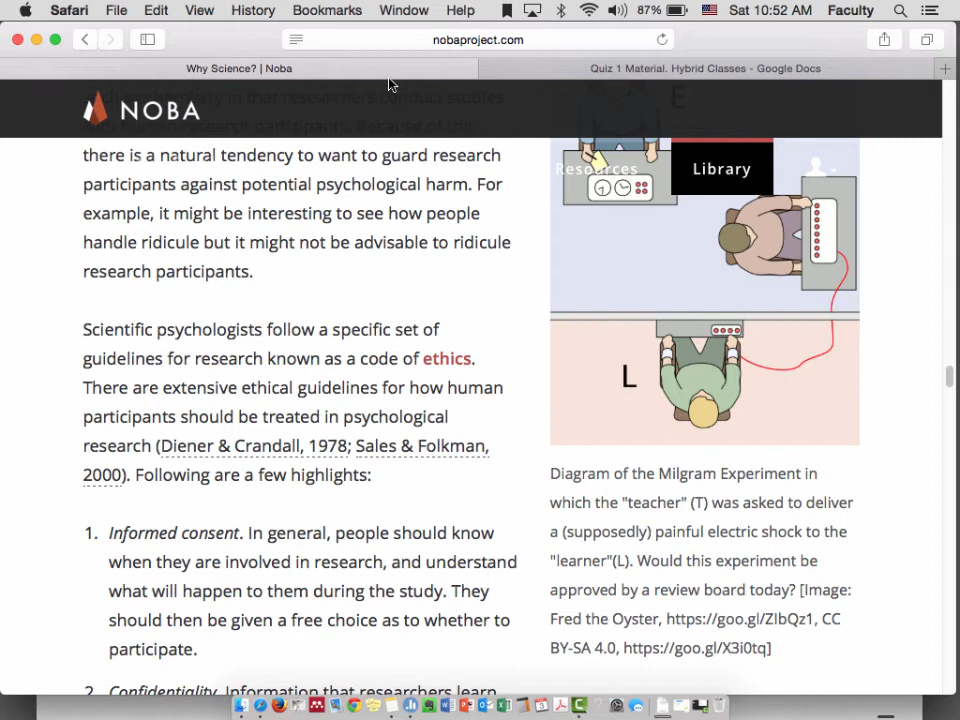 Safari File Edit View History Bookmarks Window Help 87% Sat 10:52 AM Faculty
nobaproject.com
Why Science? | Noba
Quiz 1 Material. Hybrid Classes - Google Docs
NOBA
Resources
Library
E
there is a natural tendency to want to guard research
participants against potential psychological harm. For
example, it might be interesting to see how people
handle ridicule but it might not be advisable to ridicule
research participants.
Scientific psychologists follow a specific set of
guidelines for research known as a code of ethics.
There are extensive ethical guidelines for how human
participants should be treated in psychological
research (Diener & Crandall, 1978; Sales & Folkman,
2000). Following are a few highlights:
1. Informed consent. In general, people should know
when they are involved in research, and understand
what will happen to them during the study. They
should then be given a free choice as to whether to
participate.
2. Confidentiality. Information that researchers learn
L
Diagram of the Milgram Experiment in
which the "teacher" (T) was asked to deliver
a (supposedly) painful electric shock to the
"learner"(L). Would this experiment be
approved by a review board today? [Image:
Fred the Oyster, https://goo.gl/ZIbQz1, CC
BY-SA 4.0, https://goo.gl/X3i0tq]